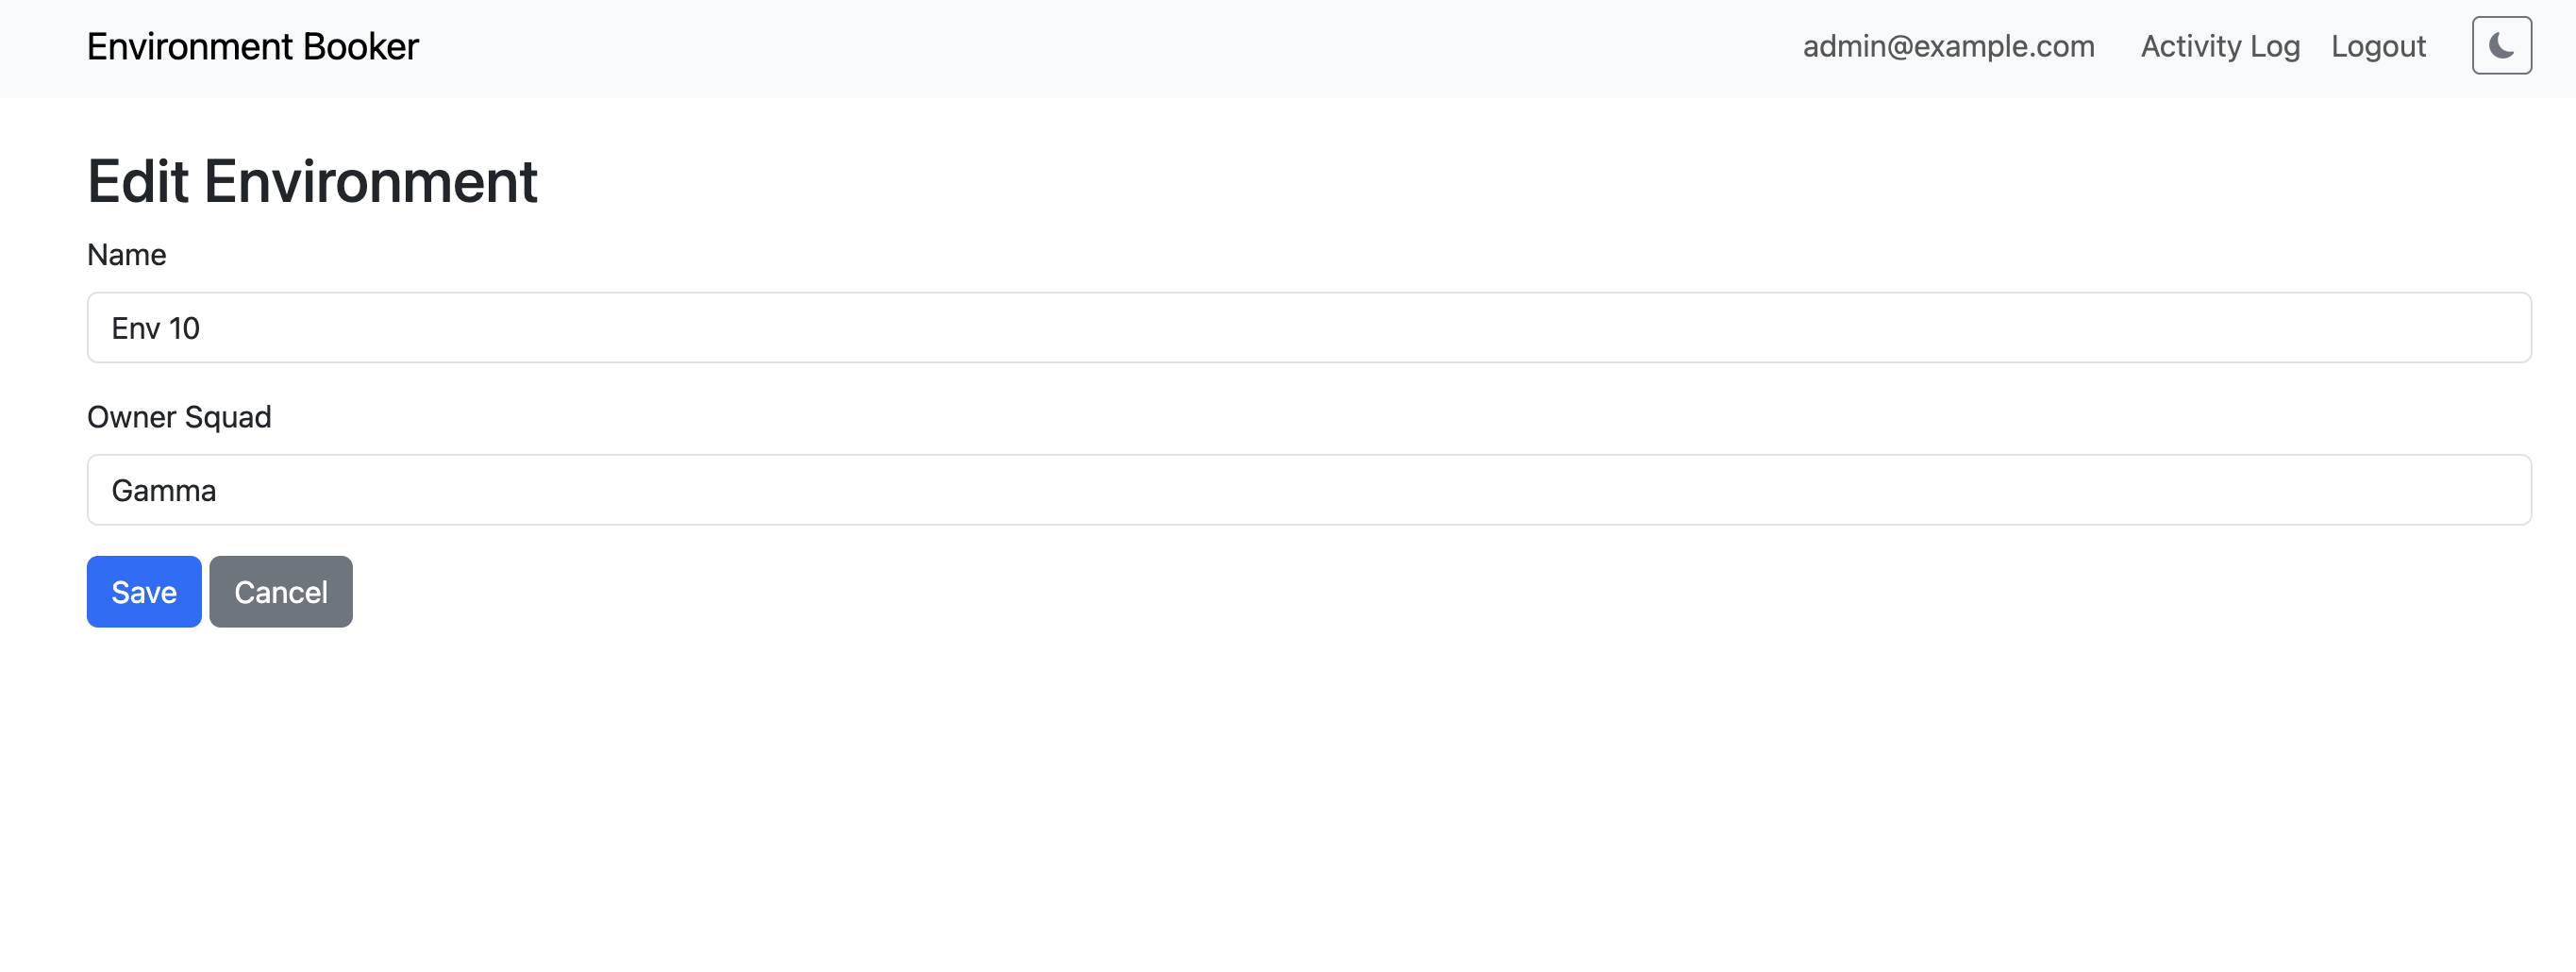 Environment Booker admin@example.com Activity Log Logout
Edit Environment
Name
Env 10
Owner Squad
Gamma
Save Cancel